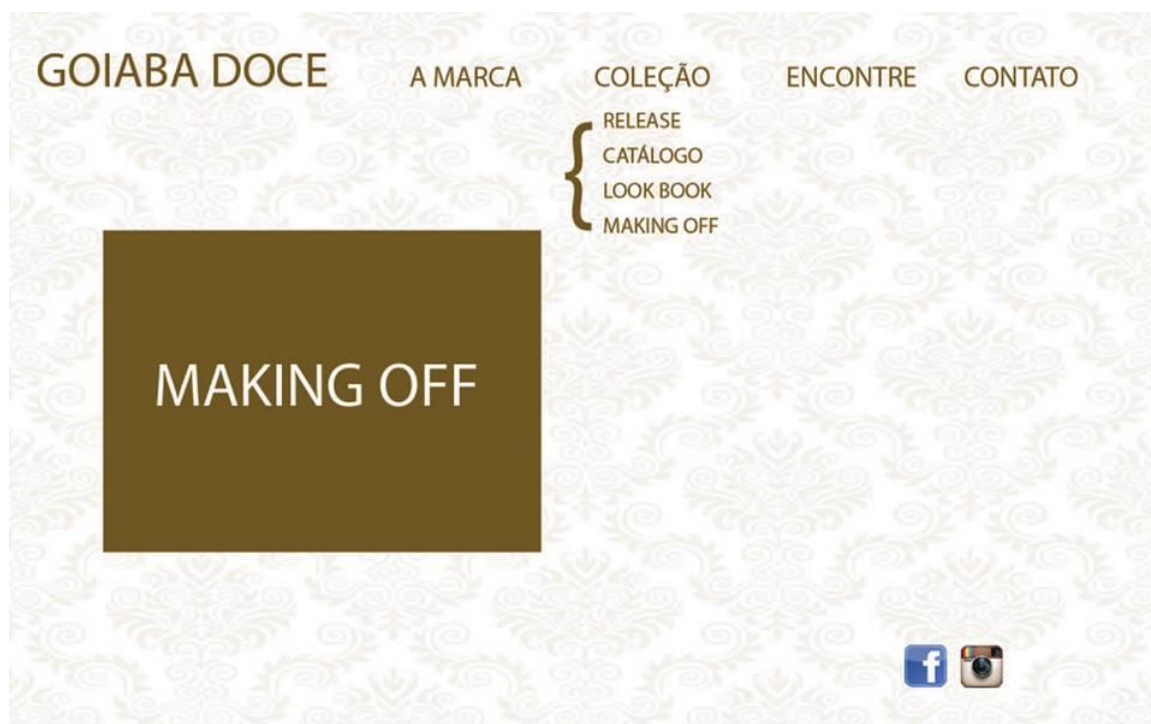 GOIABA DOCE A MARCA COLEÇÃO ENCONTRE CONTATO
RELEASE
CATÁLOGO
LOOK BOOK
MAKING OFF
MAKING OFF